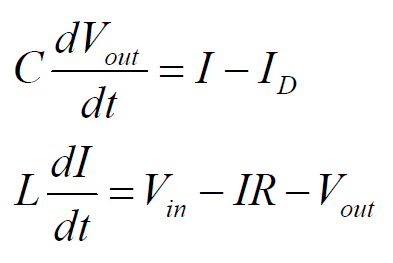 C dV_out/dt = I − I_D
L dI/dt = V_in − IR − V_out